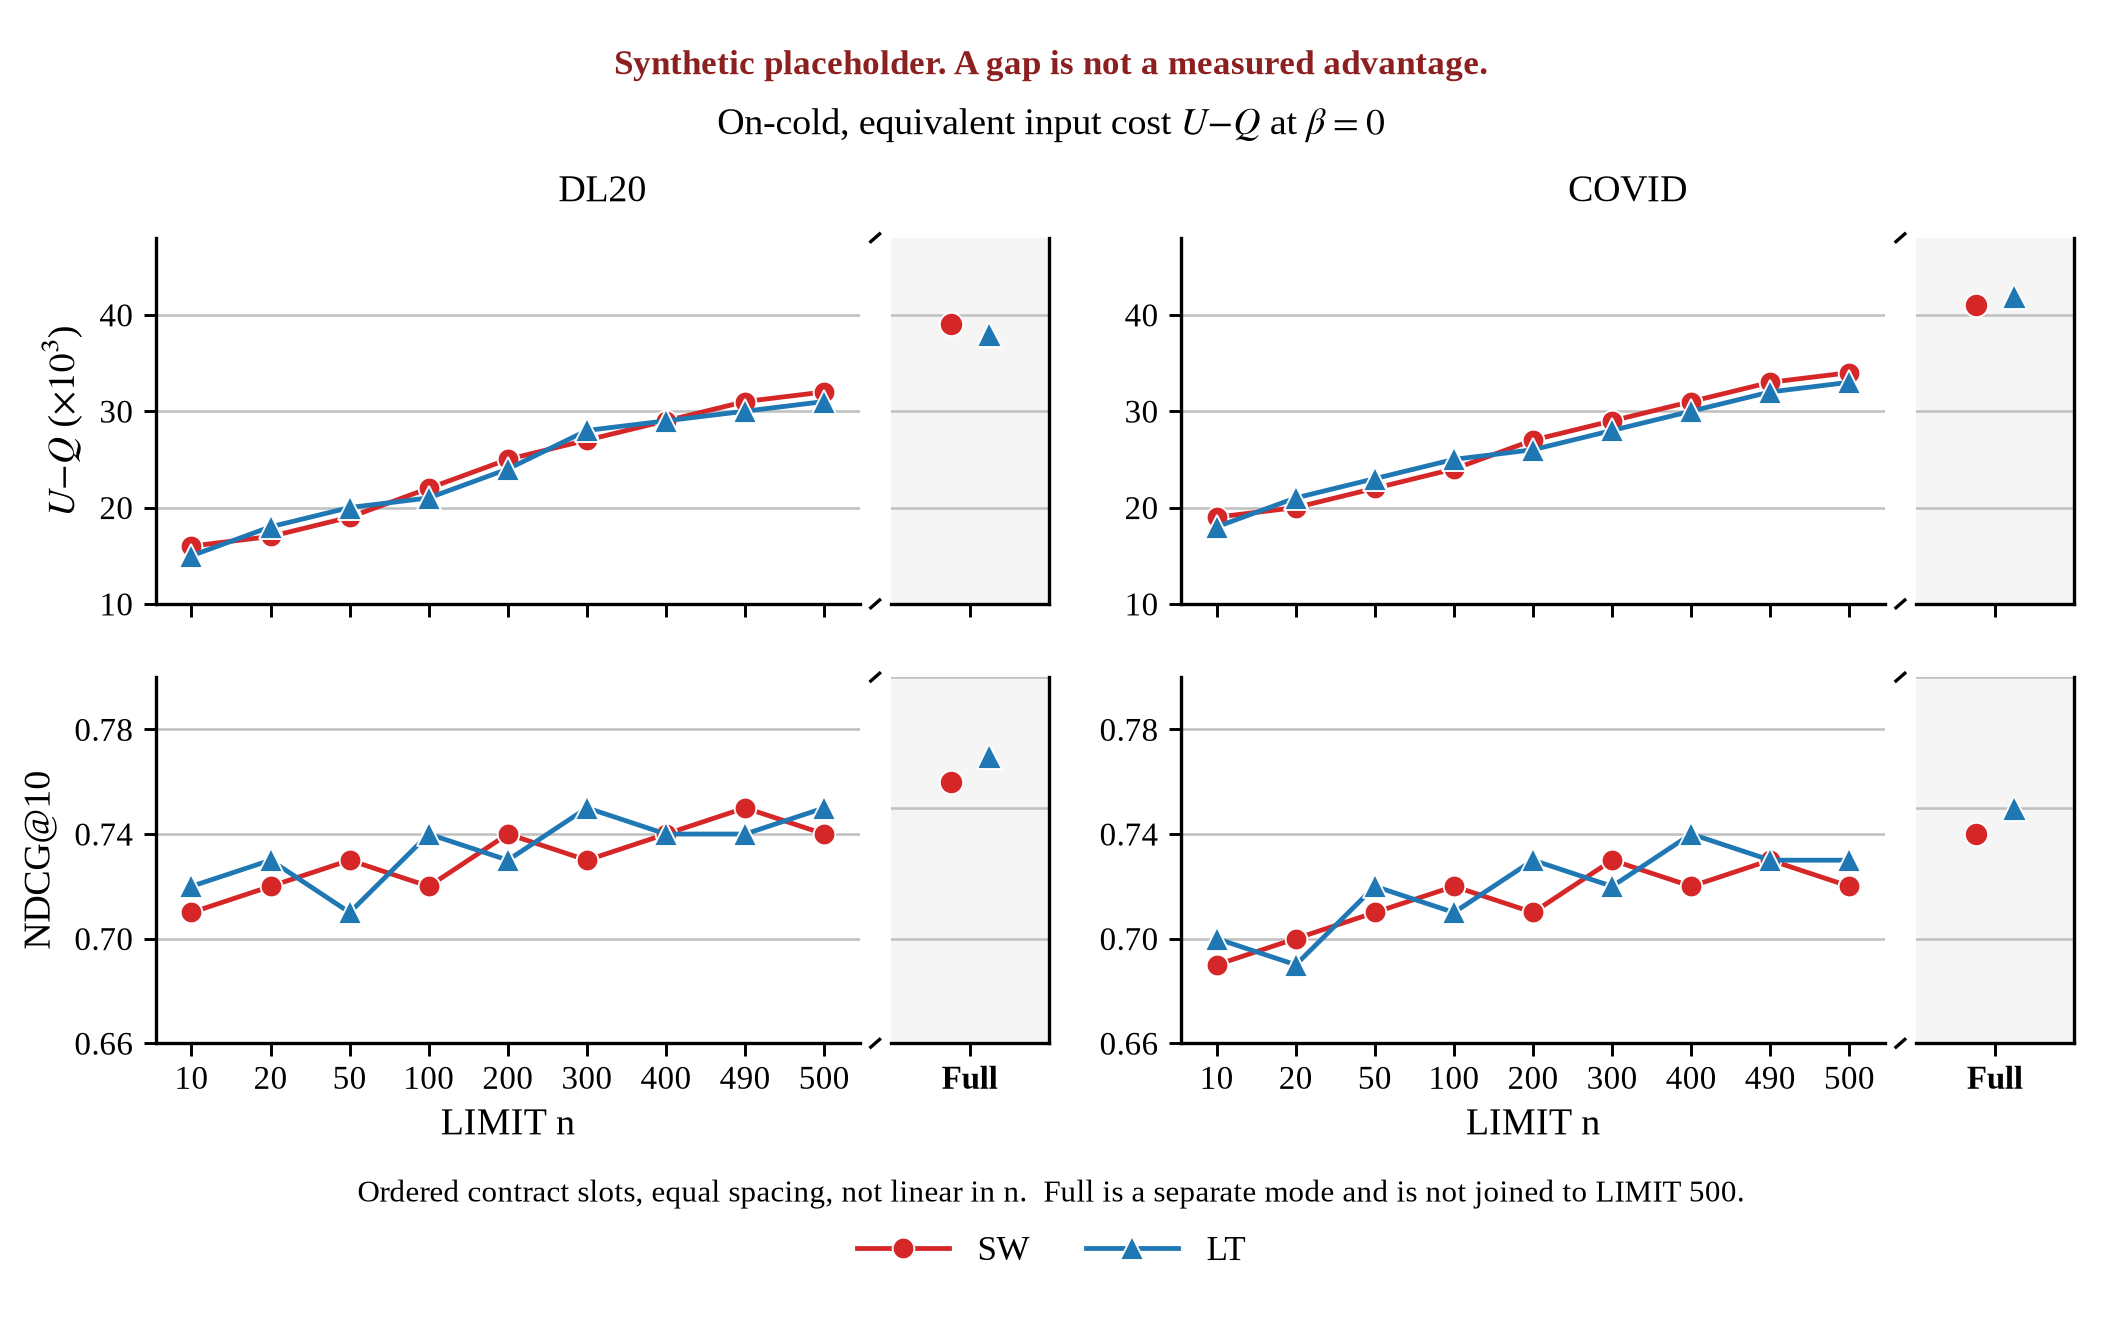 Synthetic placeholder. A gap is not a measured advantage.
On-cold, equivalent input cost U−Q at β = 0
DL20
COVID
U−Q (×10³)
40
30
20
10
40
30
20
10
NDCG@10
0.78
0.74
0.70
0.66
0.78
0.74
0.70
0.66
10 20 50 100 200 300 400 490 500 Full
10 20 50 100 200 300 400 490 500 Full
LIMIT n
LIMIT n
Ordered contract slots, equal spacing, not linear in n. Full is a separate mode and is not joined to LIMIT 500.
SW LT